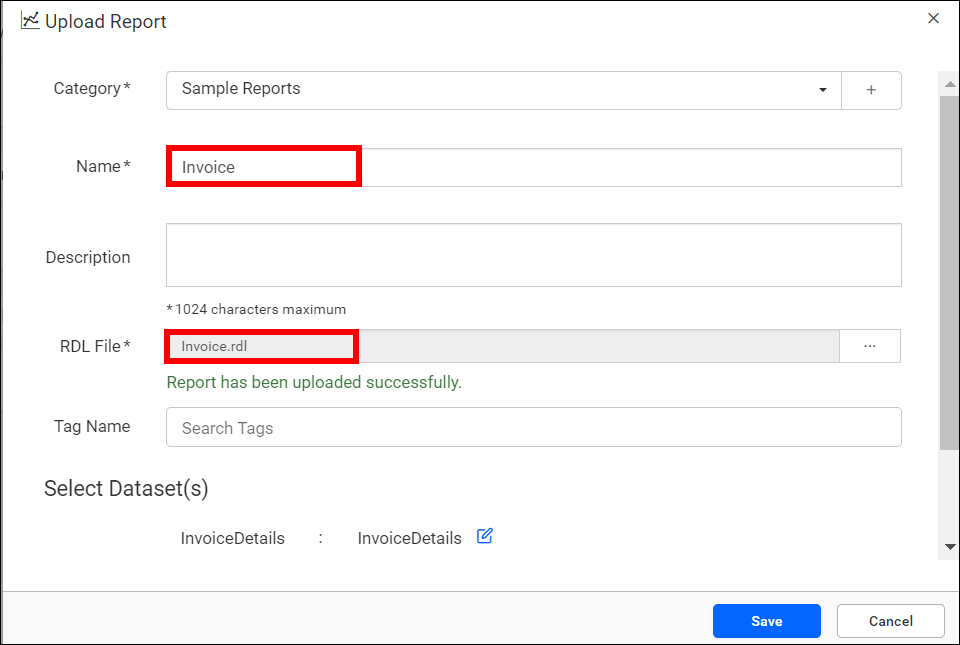 Upload Report
Category* Sample Reports +
Name* Invoice
Description
*1024 characters maximum
RDL File* Invoice.rdl ...
Report has been uploaded successfully.
Tag Name Search Tags
Select Dataset(s)
InvoiceDetails : InvoiceDetails
Save Cancel